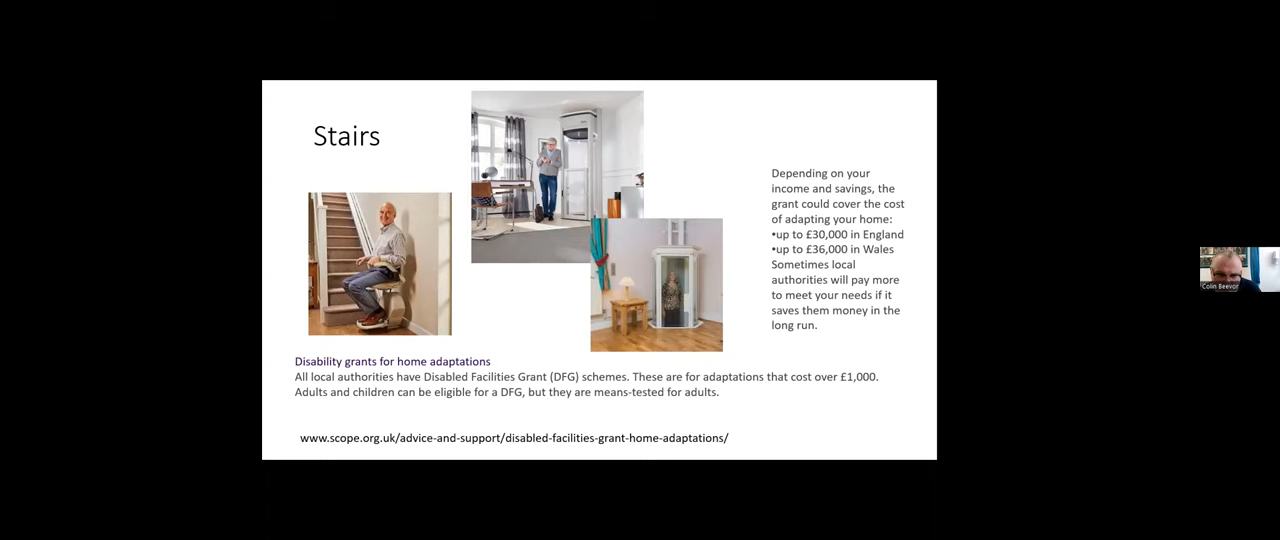 Stairs
Depending on your
income and savings, the
grant could cover the cost
of adapting your home:
•up to £30,000 in England
•up to £36,000 in Wales
Sometimes local
authorities will pay more
to meet your needs if it
saves them money in the
long run.
Disability grants for home adaptations
All local authorities have Disabled Facilities Grant (DFG) schemes. These are for adaptations that cost over £1,000.
Adults and children can be eligible for a DFG, but they are means-tested for adults.
www.scope.org.uk/advice-and-support/disabled-facilities-grant-home-adaptations/
Colin Beevor